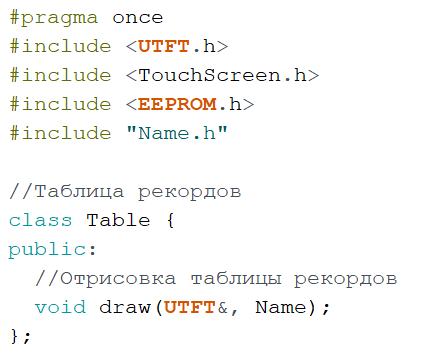 #pragma once
#include <UTFT.h>
#include <TouchScreen.h>
#include <EEPROM.h>
#include "Name.h"
//Таблица рекордов
class Table {
public:
//Отрисовка таблицы рекордов
void draw(UTFT&, Name);
};